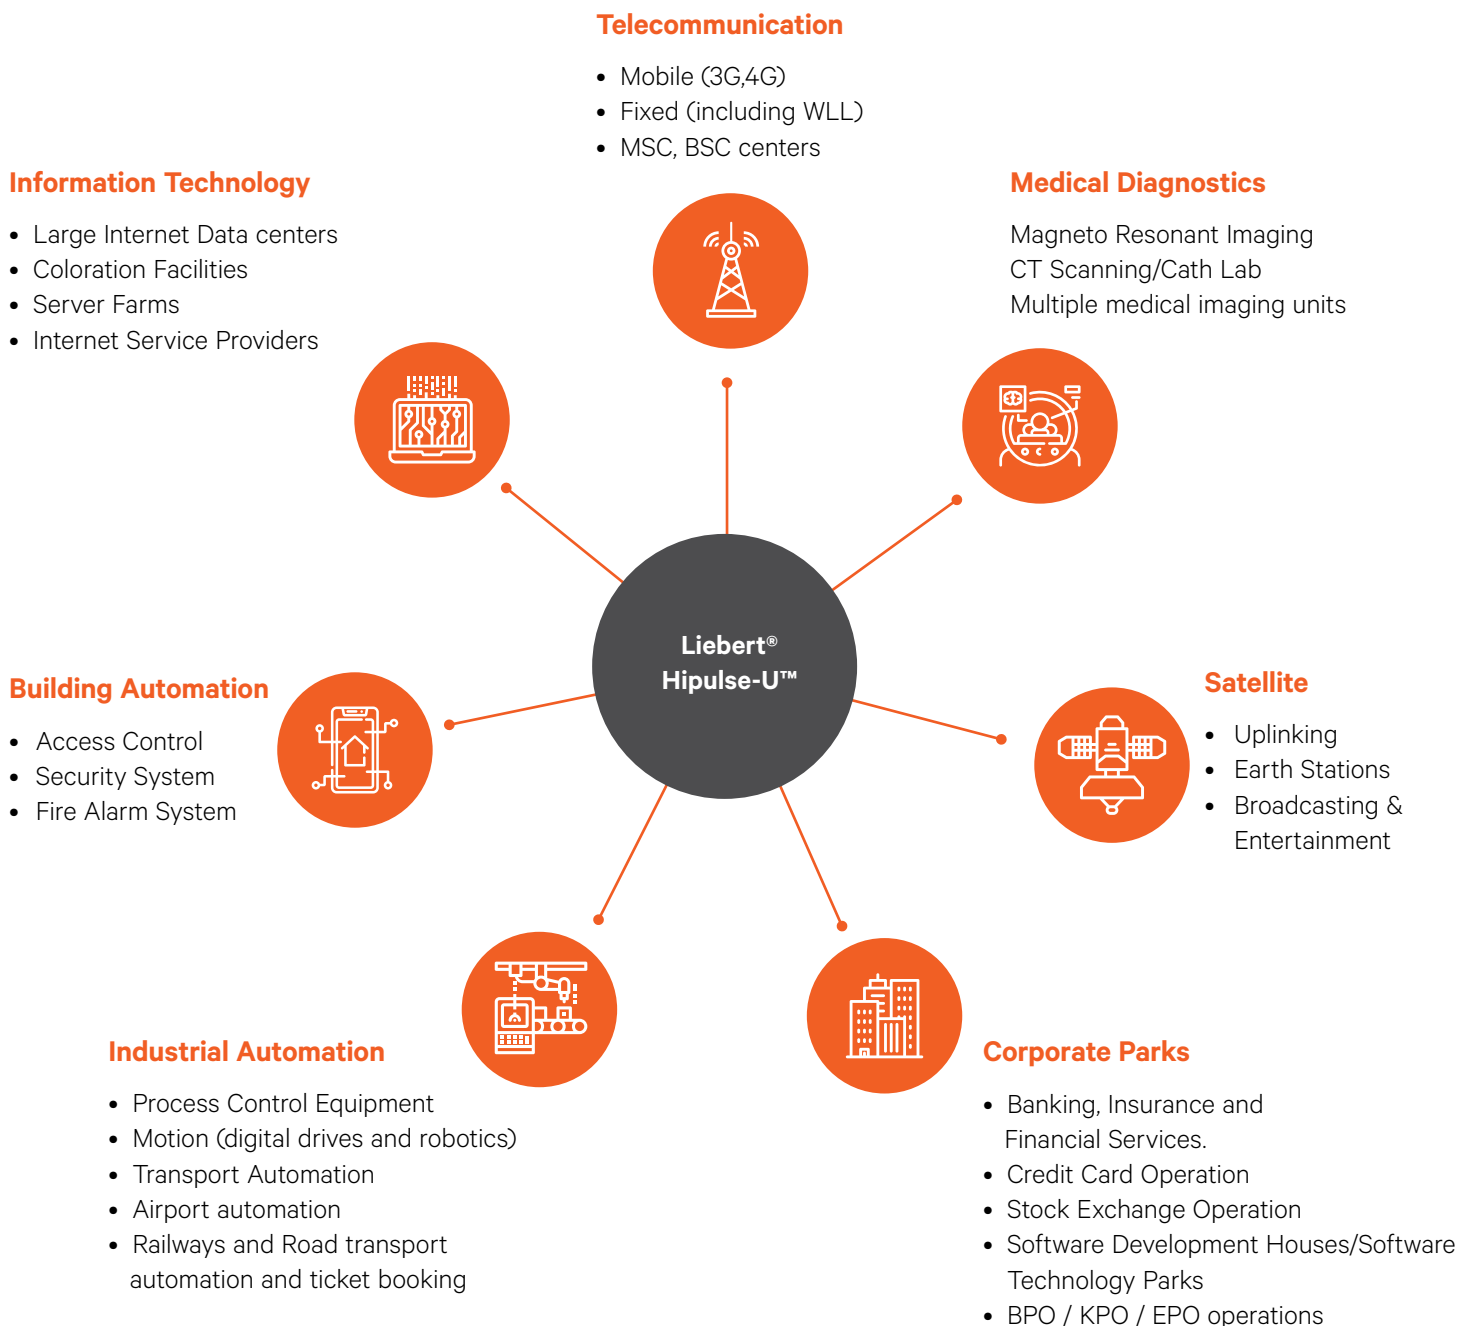 Telecommunication
• Mobile (3G,4G)
• Fixed (including WLL)
• MSC, BSC centers
Information Technology
• Large Internet Data centers
• Coloration Facilities
• Server Farms
• Internet Service Providers
Medical Diagnostics
Magneto Resonant Imaging
CT Scanning/Cath Lab
Multiple medical imaging units
Liebert®
Hipulse-U™
Building Automation
• Access Control
• Security System
• Fire Alarm System
Satellite
• Uplinking
• Earth Stations
• Broadcasting &
Entertainment
Industrial Automation
• Process Control Equipment
• Motion (digital drives and robotics)
• Transport Automation
• Airport automation
• Railways and Road transport
automation and ticket booking
Corporate Parks
• Banking, Insurance and
Financial Services.
• Credit Card Operation
• Stock Exchange Operation
• Software Development Houses/Software
Technology Parks
• BPO / KPO / EPO operations